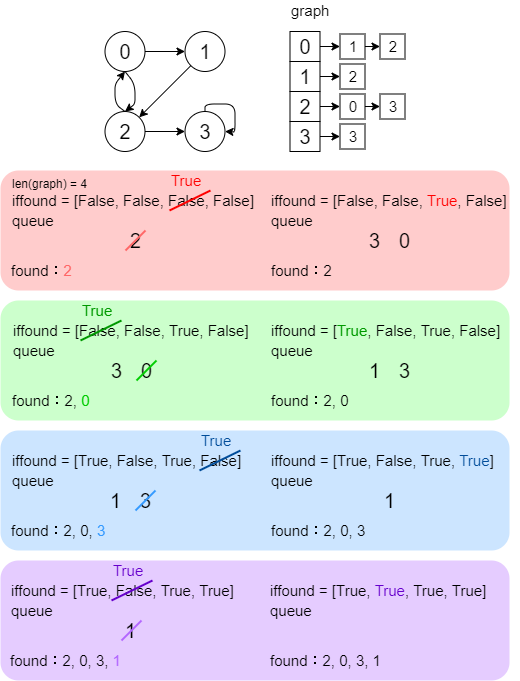 graph
0 1
2 3
0 1 2
1 2
2 0 3
3 3
len(graph) = 4
True
iffound = [False, False, False, False]
queue
2
found：2
iffound = [False, False, True, False]
queue
3 0
found：2
True
iffound = [False, False, True, False]
queue
3 0
found：2, 0
iffound = [True, False, True, False]
queue
1 3
found：2, 0
True
iffound = [True, False, True, False]
queue
1 3
found：2, 0, 3
iffound = [True, False, True, True]
queue
1
found：2, 0, 3
True
iffound = [True, False, True, True]
queue
1
found：2, 0, 3, 1
iffound = [True, True, True, True]
queue
found：2, 0, 3, 1